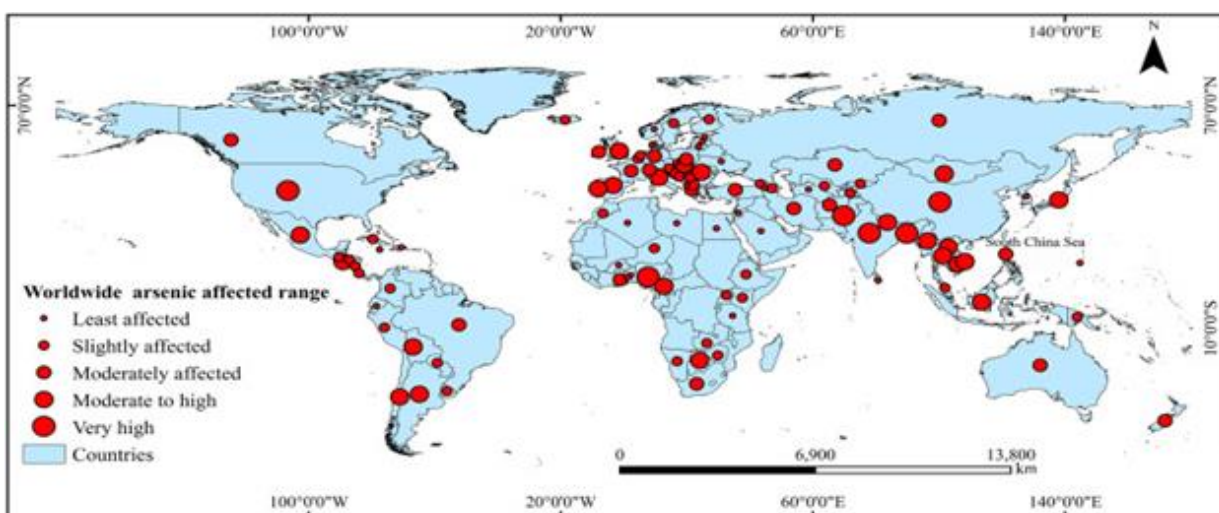 100°0'0"W 20°0'0"W 60°0'0"E 140°0'0"E
N
70°0'0"N 70°0'0"N
South China Sea
Worldwide arsenic affected range
Least affected
Slightly affected
Moderately affected
Moderate to high
Very high
Countries
10°0'0"S
0 6,900 13,800
km
100°0'0"W 20°0'0"W 60°0'0"E 140°0'0"E